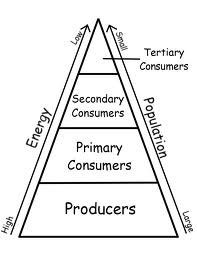 Low
Small
Tertiary
Consumers
Secondary
Consumers
Energy
Population
Primary
Consumers
Producers
High
Large